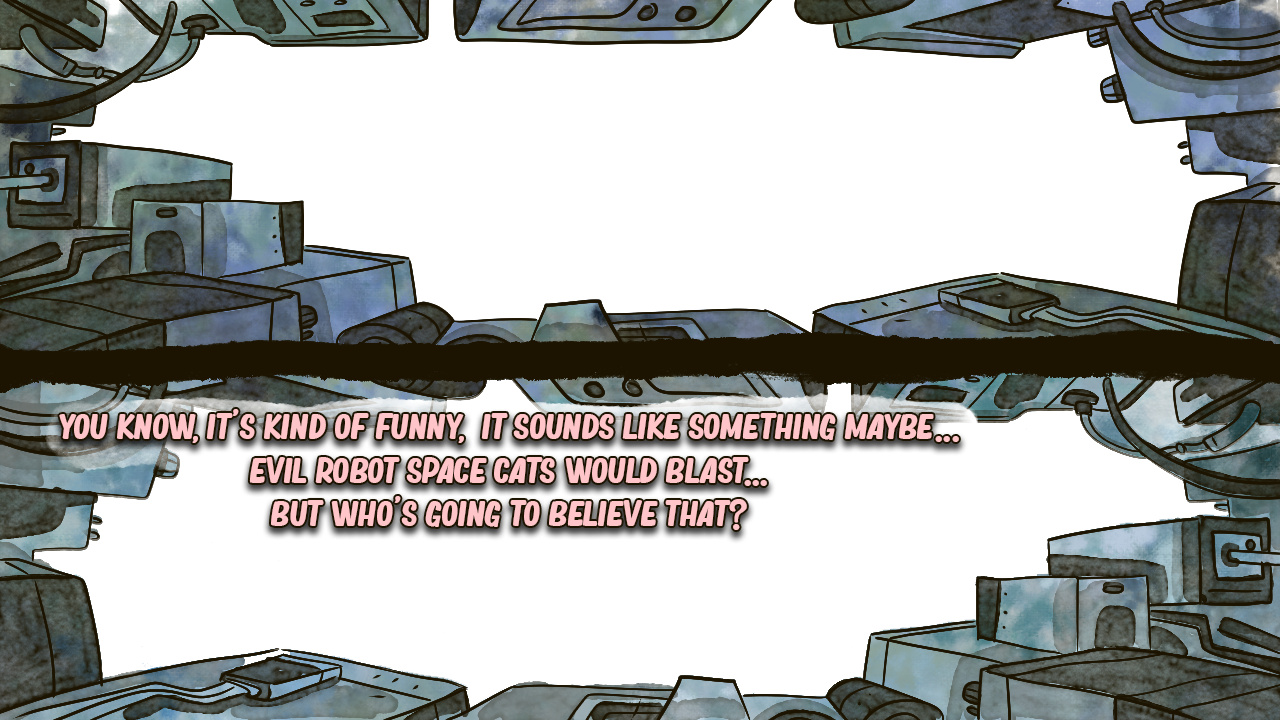 YOU KNOW, IT'S KIND OF FUNNY, IT SOUNDS LIKE SOMETHING MAYBE...
EVIL ROBOT SPACE CATS WOULD BLAST...
BUT WHO'S GOING TO BELIEVE THAT?